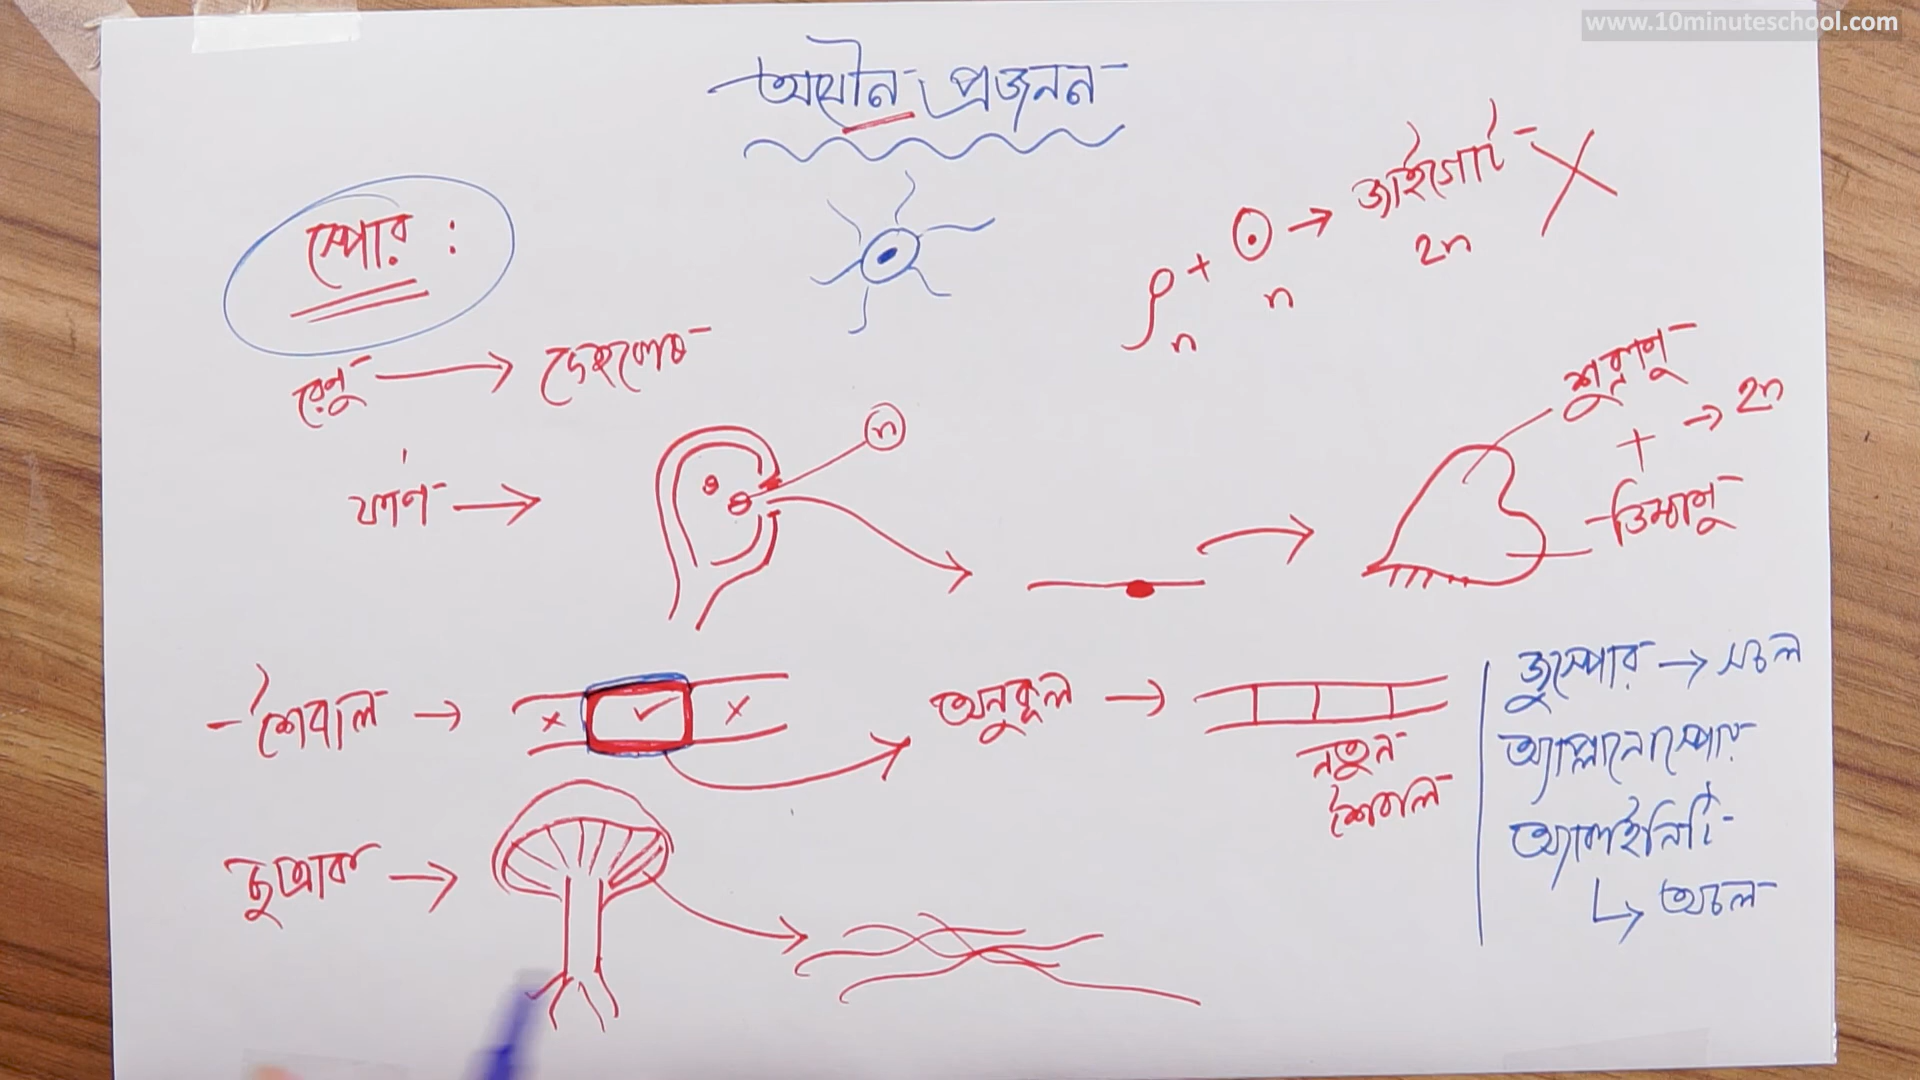 www.10minuteschool.com
অযৌন প্রজনন
স্পোর :
n + n → জাইগোট
2n
রেনু → দেহকোষ
n
শুক্রানু
+ → 2n
ডিম্বানু
ফার্ন →
শৈবাল →
অনুকূল →
নতুন
শৈবাল
জুস্পোর → সচল
অ্যাপ্লানোস্পোর
অ্যাকাইনিটি
↳ অচল
ছত্রাক →